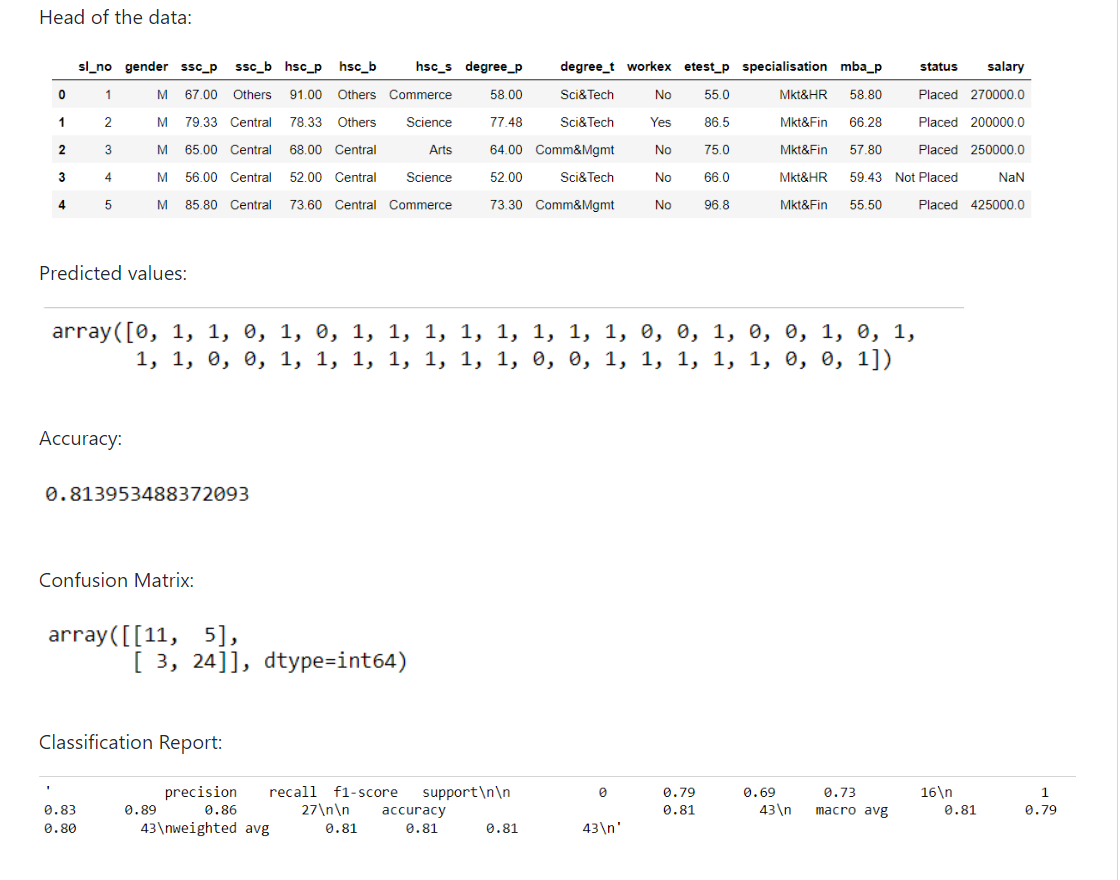 Head of the data:
sl_no gender ssc_p ssc_b hsc_p hsc_b hsc_s degree_p degree_t workex etest_p specialisation mba_p status salary
0 1 M 67.00 Others 91.00 Others Commerce 58.00 Sci&Tech No 55.0 Mkt&HR 58.80 Placed 270000.0
1 2 M 79.33 Central 78.33 Others Science 77.48 Sci&Tech Yes 86.5 Mkt&Fin 66.28 Placed 200000.0
2 3 M 65.00 Central 68.00 Central Arts 64.00 Comm&Mgmt No 75.0 Mkt&Fin 57.80 Placed 250000.0
3 4 M 56.00 Central 52.00 Central Science 52.00 Sci&Tech No 66.0 Mkt&HR 59.43 Not Placed NaN
4 5 M 85.80 Central 73.60 Central Commerce 73.30 Comm&Mgmt No 96.8 Mkt&Fin 55.50 Placed 425000.0
Predicted values:
array([0, 1, 1, 0, 1, 0, 1, 1, 1, 1, 1, 1, 1, 1, 0, 0, 1, 0, 0, 1, 0, 1,
1, 1, 0, 0, 1, 1, 1, 1, 1, 1, 1, 0, 0, 1, 1, 1, 1, 1, 0, 0, 1])
Accuracy:
0.813953488372093
Confusion Matrix:
array([[11, 5],
[ 3, 24]], dtype=int64)
Classification Report:
' precision recall f1-score support\n\n 0 0.79 0.69 0.73 16\n 1
0.83 0.89 0.86 27\n\n accuracy 0.81 43\n macro avg 0.81 0.79
0.80 43\nweighted avg 0.81 0.81 0.81 43\n'